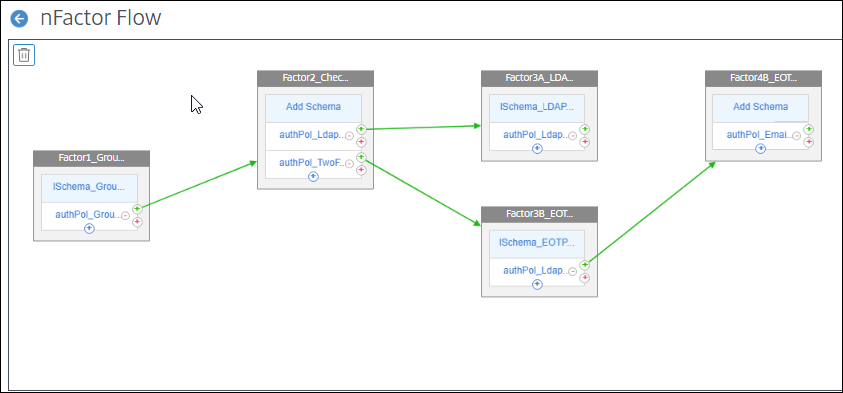 nFactor Flow
Factor1_Grou...
lSchema_Grou...
authPol_Grou...
Factor2_Chec...
Add Schema
authPol_Ldap...
authPol_TwoF...
Factor3A_LDA...
lSchema_LDAP...
authPol_Ldap...
Factor3B_EOT...
lSchema_EOTP...
authPol_Ldap...
Factor4B_EOT...
Add Schema
authPol_Emai...